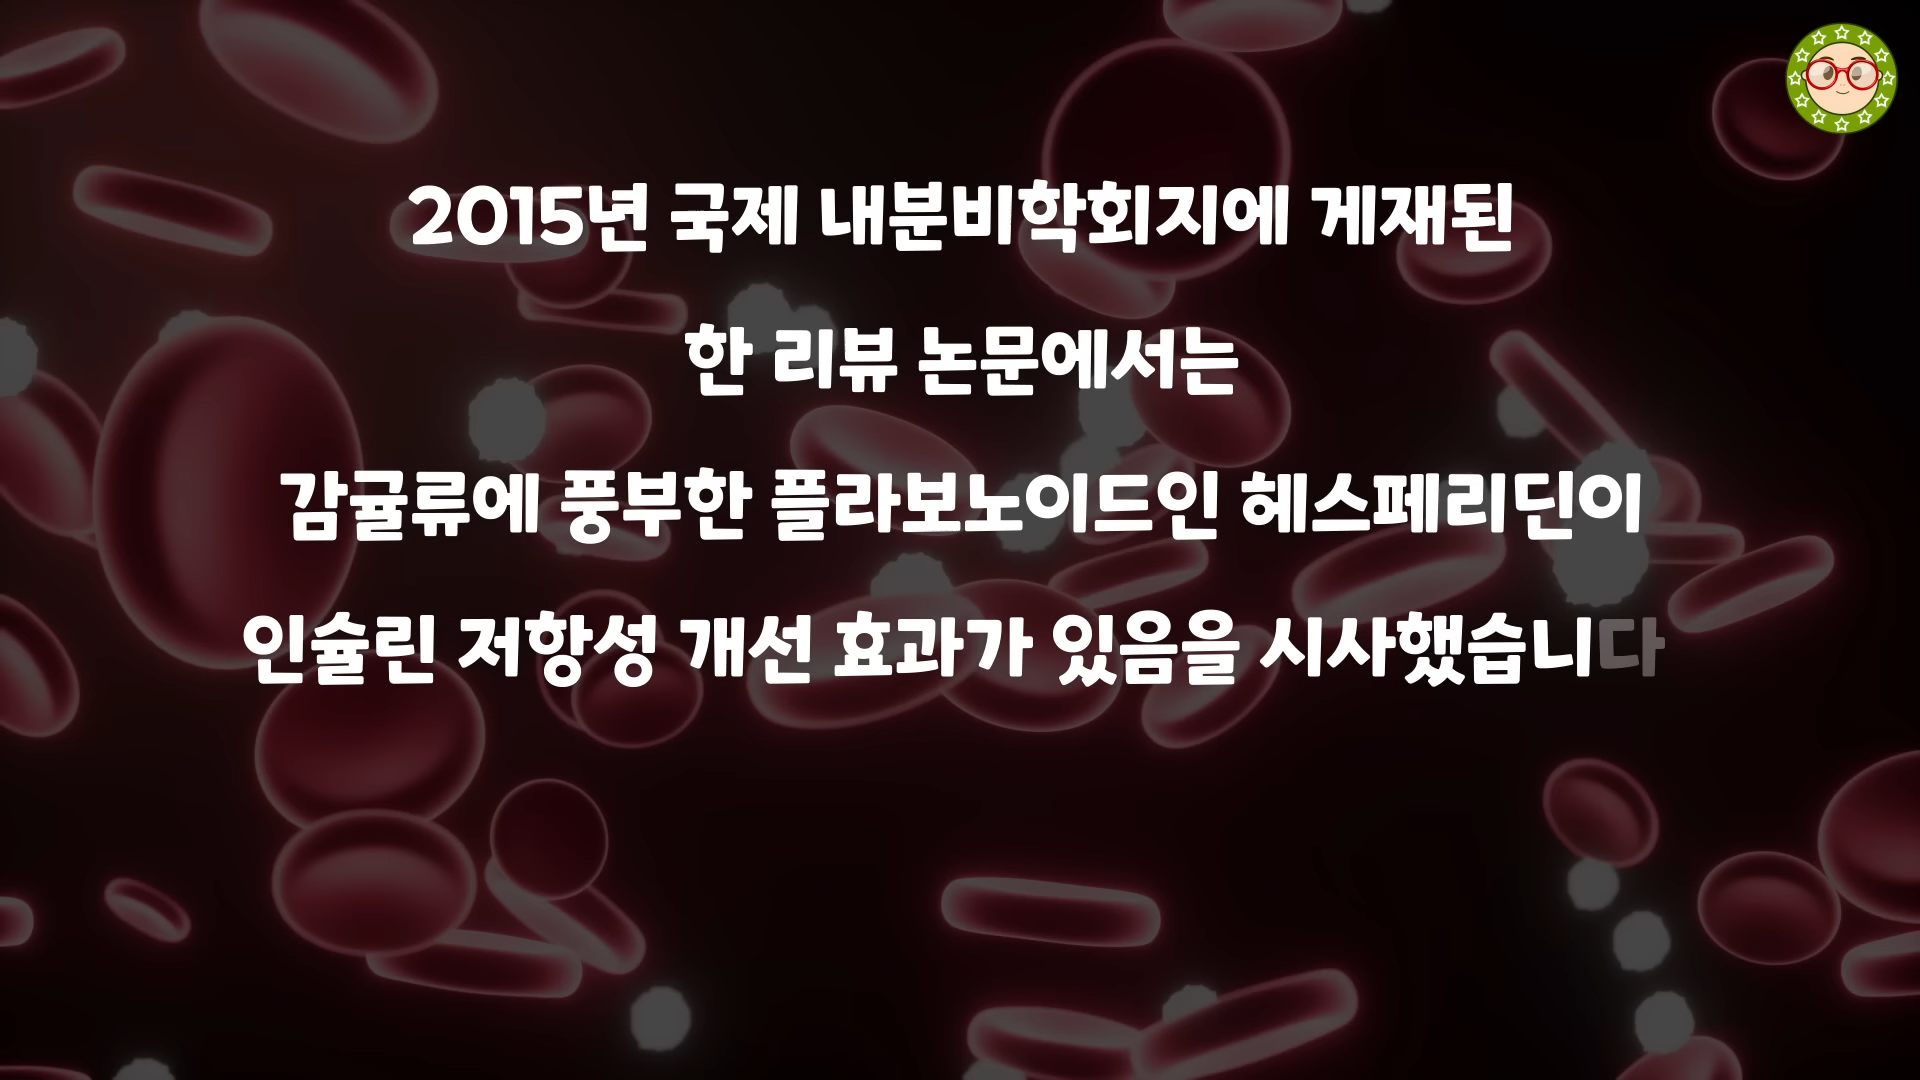 2015년 국제 내분비학회지에 게재된
한 리뷰 논문에서는
감귤류에 풍부한 플라보노이드인 헤스페리딘이
인슐린 저항성 개선 효과가 있음을 시사했습니다